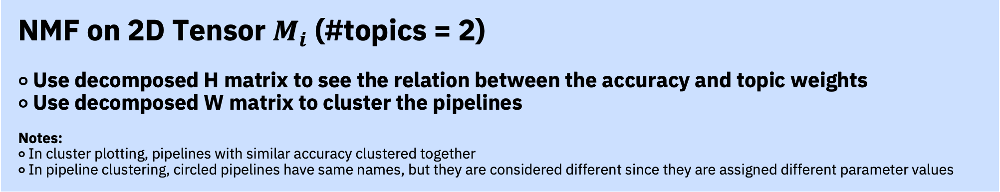 NMF on 2D Tensor M_i (#topics = 2)
∘ Use decomposed H matrix to see the relation between the accuracy and topic weights
∘ Use decomposed W matrix to cluster the pipelines
Notes:
∘ In cluster plotting, pipelines with similar accuracy clustered together
∘ In pipeline clustering, circled pipelines have same names, but they are considered different since they are assigned different parameter values